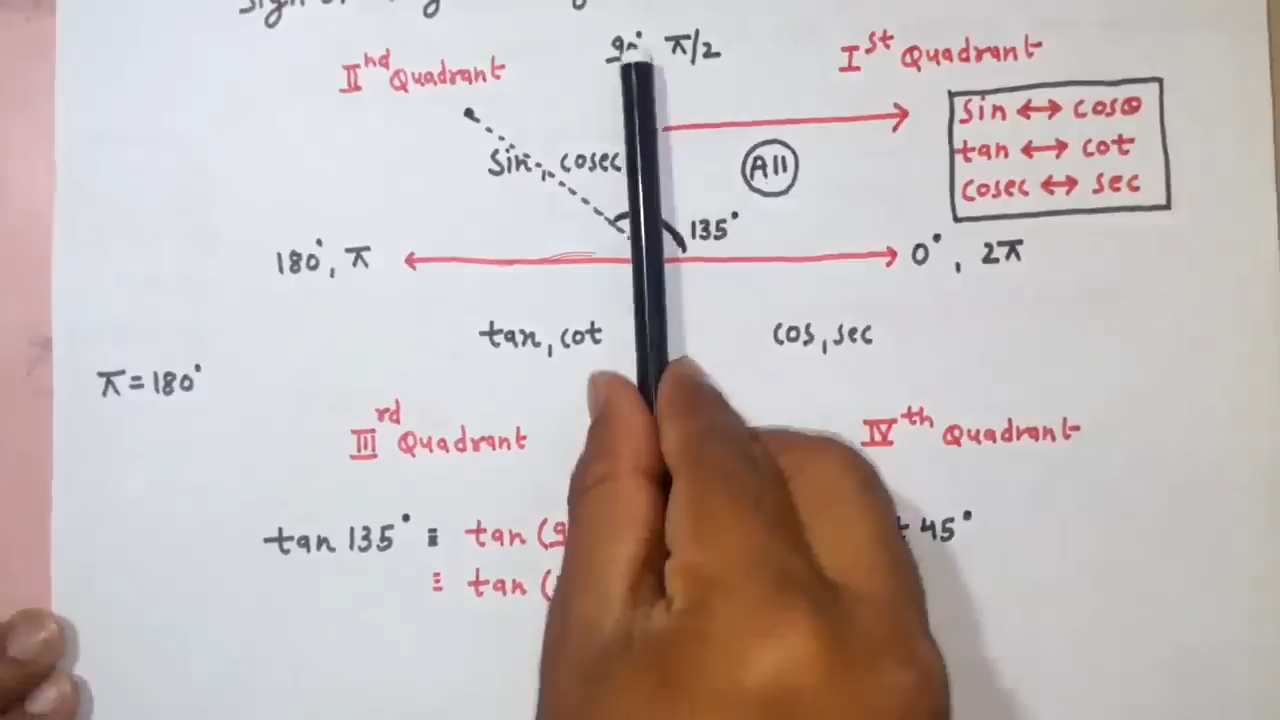 IInd Quadrant
90° π/2
Ist Quadrant
sin ↔ cosθ
tan ↔ cot
cosec ↔ sec
sin, cosec
All
135°
180°, π
0°, 2π
tan, cot
cos, sec
π = 180°
IIIrd Quadrant
IVth Quadrant
tan 135° = tan (9 45°
= tan (